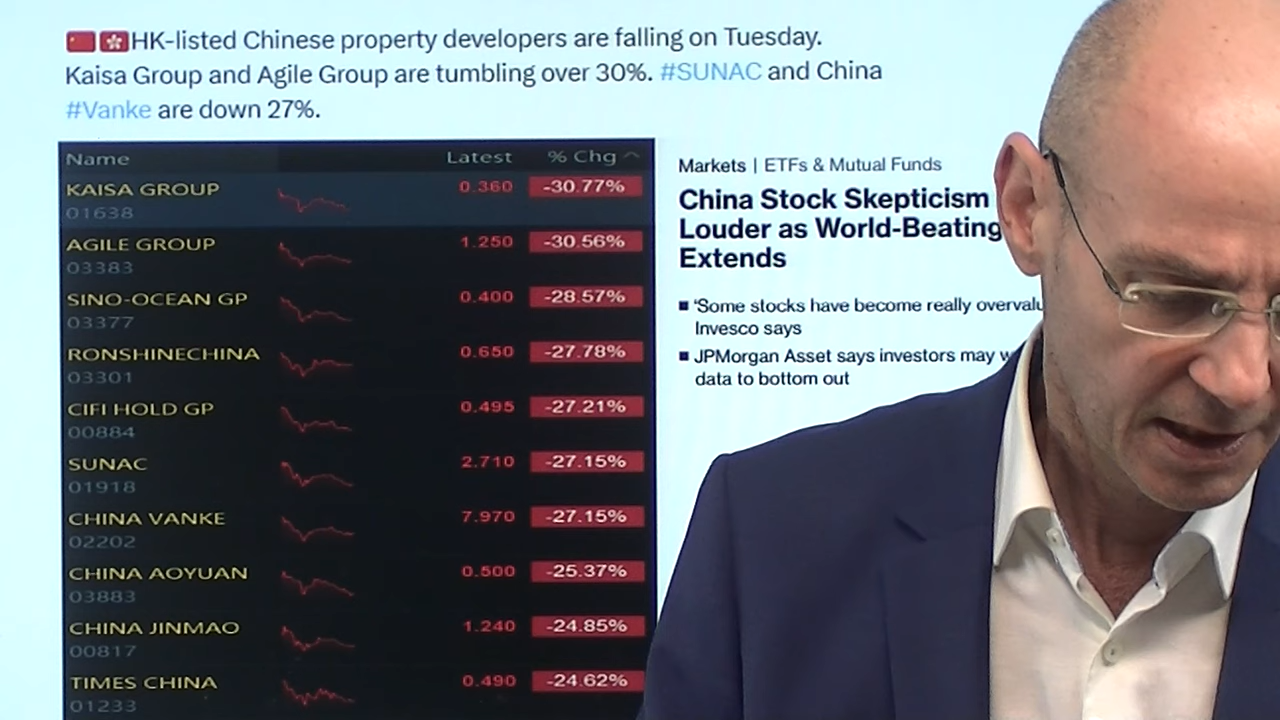 HK-listed Chinese property developers are falling on Tuesday.
Kaisa Group and Agile Group are tumbling over 30%. #SUNAC and China
#Vanke are down 27%.
Name Latest % Chg
KAISA GROUP 0.360 -30.77%
01638
AGILE GROUP 1.250 -30.56%
03383
SINO-OCEAN GP 0.400 -28.57%
03377
RONSHINECHINA 0.650 -27.78%
03301
CIFI HOLD GP 0.495 -27.21%
00884
SUNAC 2.710 -27.15%
01918
CHINA VANKE 7.970 -27.15%
02202
CHINA AOYUAN 0.500 -25.37%
03883
CHINA JINMAO 1.240 -24.85%
00817
TIMES CHINA 0.490 -24.62%
01233
Markets | ETFs & Mutual Funds
China Stock Skepticism
Louder as World-Beating
Extends
■ ‘Some stocks have become really
Invesco says
■ JPMorgan Asset says investors may
data to bottom out